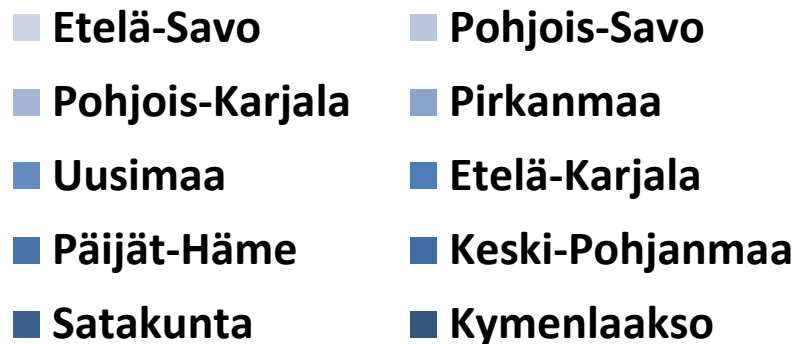 Etelä-Savo Pohjois-Savo
Pohjois-Karjala Pirkanmaa
Uusimaa Etelä-Karjala
Päijät-Häme Keski-Pohjanmaa
Satakunta Kymenlaakso